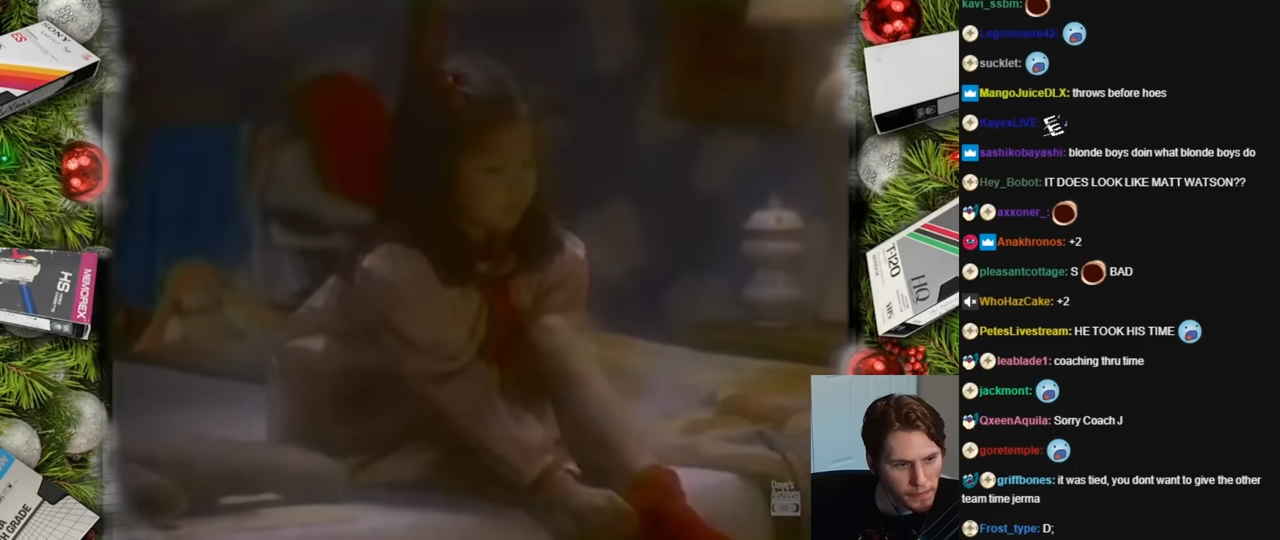 SONY
ES
MEMOREX
HS
HIGH GRADE
T-120
HQ
VHS
Dave's
kavi_ssbm:
Legionnaire42:
sucklet:
MangoJuiceDLX: throws before hoes
KayexLIVE:
sashikobayashi: blonde boys doin what blonde boys do
Hey_Bobot: IT DOES LOOK LIKE MATT WATSON??
axxoner_:
Anakhronos: +2
pleasantcottage: S BAD
WhoHazCake: +2
PetesLivestream: HE TOOK HIS TIME
leablade1: coaching thru time
jackmont:
QxeenAquila: Sorry Coach J
goretemple:
griffbones: it was tied, you dont want to give the other
team time jerma
Frost_type: D;